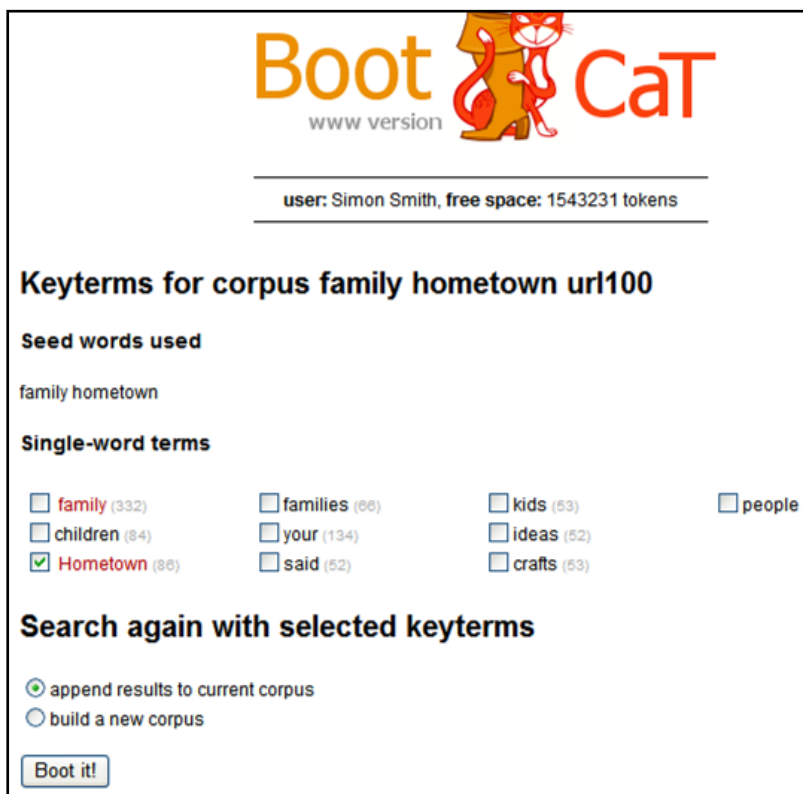 Boot CaT
www version
user: Simon Smith, free space: 1543231 tokens
Keyterms for corpus family hometown url100
Seed words used
family hometown
Single-word terms
family (332) families (66) kids (53) people
children (84) your (134) ideas (52)
Hometown (86) said (52) crafts (53)
Search again with selected keyterms
append results to current corpus
build a new corpus
Boot it!